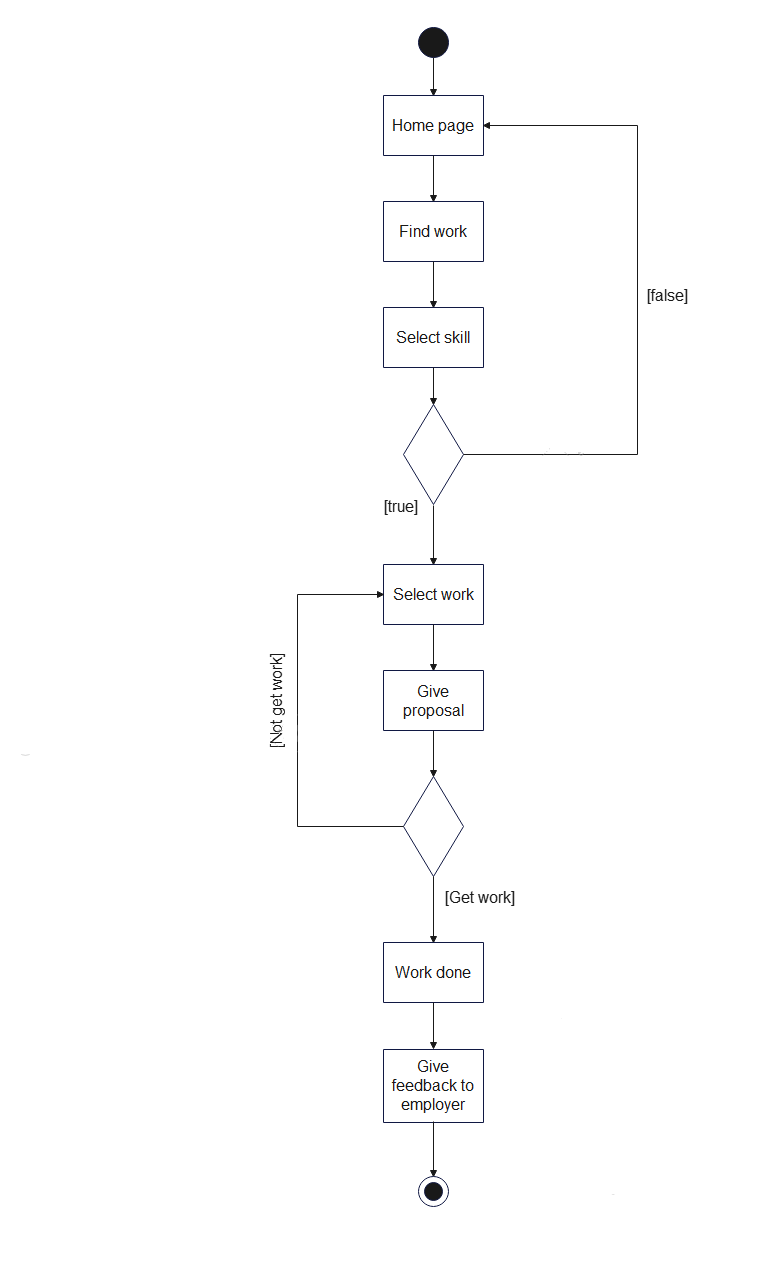 Home page
Find work
[false]
Select skill
[true]
Select work
[Not get work]
Give
proposal
[Get work]
Work done
Give
feedback to
employer